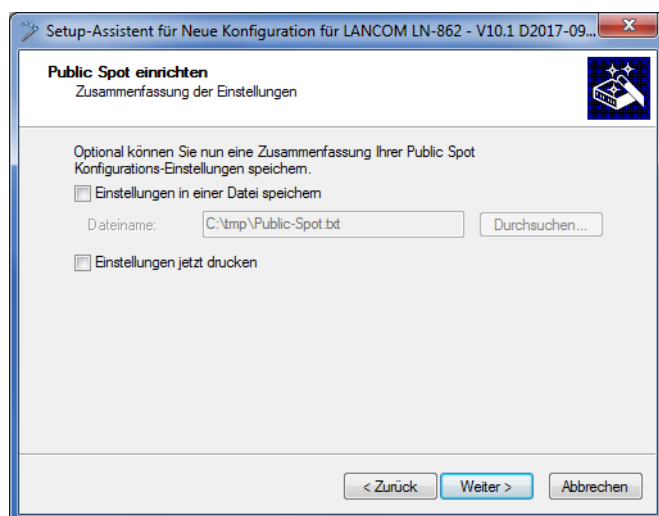 Setup-Assistent für Neue Konfiguration für LANCOM LN-862 - V10.1 D2017-09...
Public Spot einrichten
Zusammenfassung der Einstellungen
Optional können Sie nun eine Zusammenfassung Ihrer Public Spot
Konfigurations-Einstellungen speichern.
Einstellungen in einer Datei speichern
Dateiname: C:\tmp\Public-Spot.txt Durchsuchen...
Einstellungen jetzt drucken
< Zurück Weiter > Abbrechen